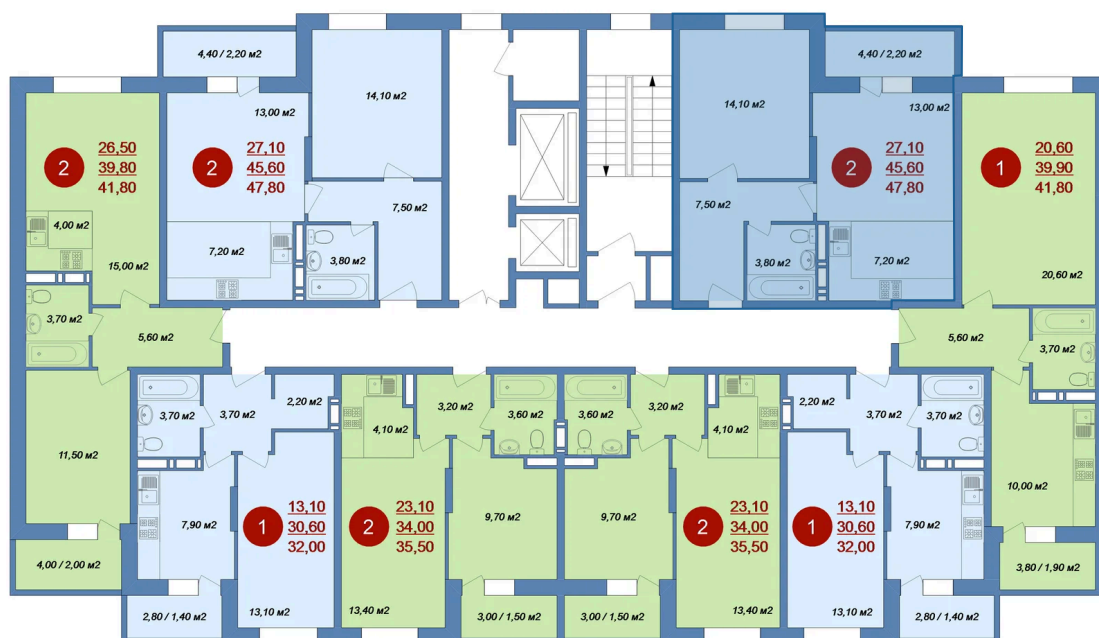 4,40 / 2,20 м2
14,10 м2
13,00 м2
2
27,10
45,60
47,80
7,50 м2
7,20 м2
3,80 м2
2
26,50
39,80
41,80
4,00 м2
15,00 м2
3,70 м2
5,60 м2
11,50 м2
4,00 / 2,00 м2
14,10 м2
4,40 / 2,20 м2
13,00 м2
2
27,10
45,60
47,80
7,50 м2
3,80 м2
7,20 м2
1
20,60
39,90
41,80
20,60 м2
5,60 м2
3,70 м2
10,00 м2
3,80 / 1,90 м2
3,70 м2
3,70 м2
2,20 м2
7,90 м2
1
13,10
30,60
32,00
13,10 м2
2,80 / 1,40 м2
3,20 м2
3,60 м2
4,10 м2
2
23,10
34,00
35,50
9,70 м2
13,40 м2
3,00 / 1,50 м2
3,60 м2
3,20 м2
4,10 м2
9,70 м2
2
23,10
34,00
35,50
13,40 м2
3,00 / 1,50 м2
2,20 м2
3,70 м2
3,70 м2
1
13,10
30,60
32,00
7,90 м2
13,10 м2
2,80 / 1,40 м2